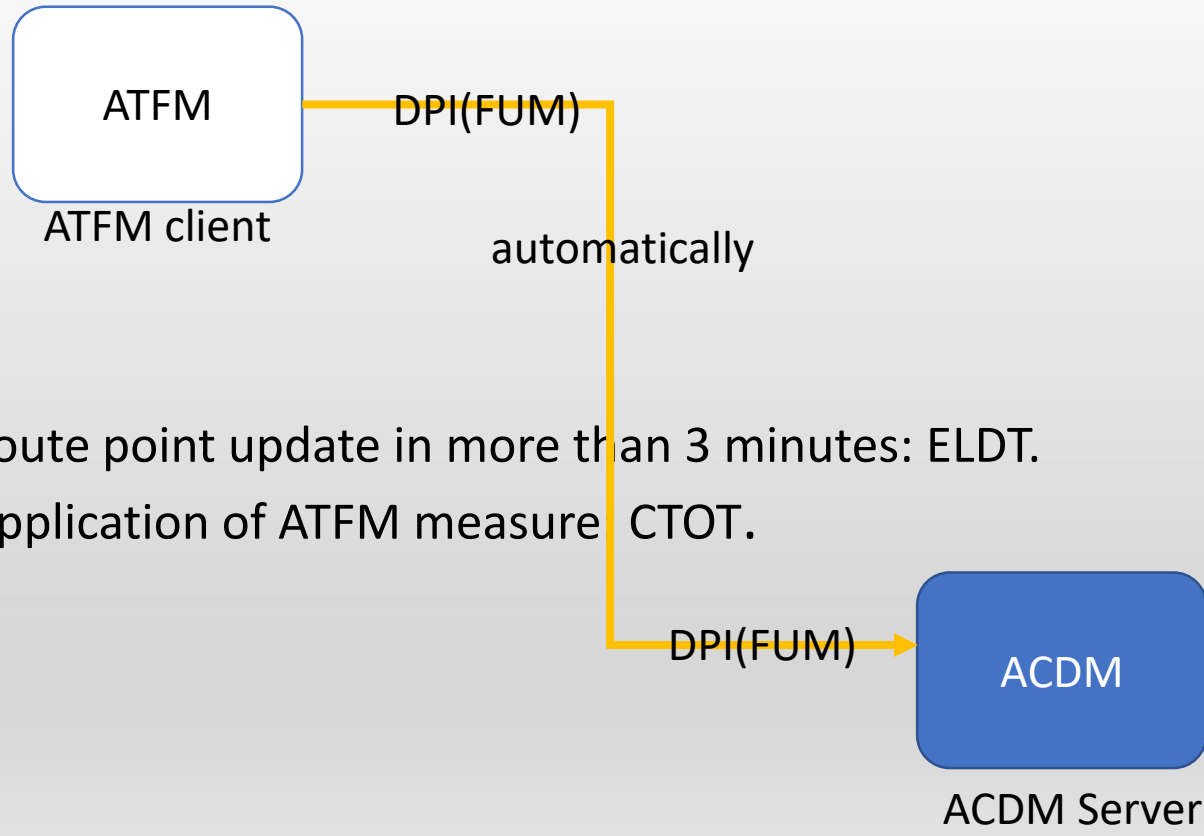 ATFM
DPI(FUM)
ATFM client
automatically
oute point update in more than 3 minutes: ELDT.
pplication of ATFM measure: CTOT.
DPI(FUM)
ACDM
ACDM Server